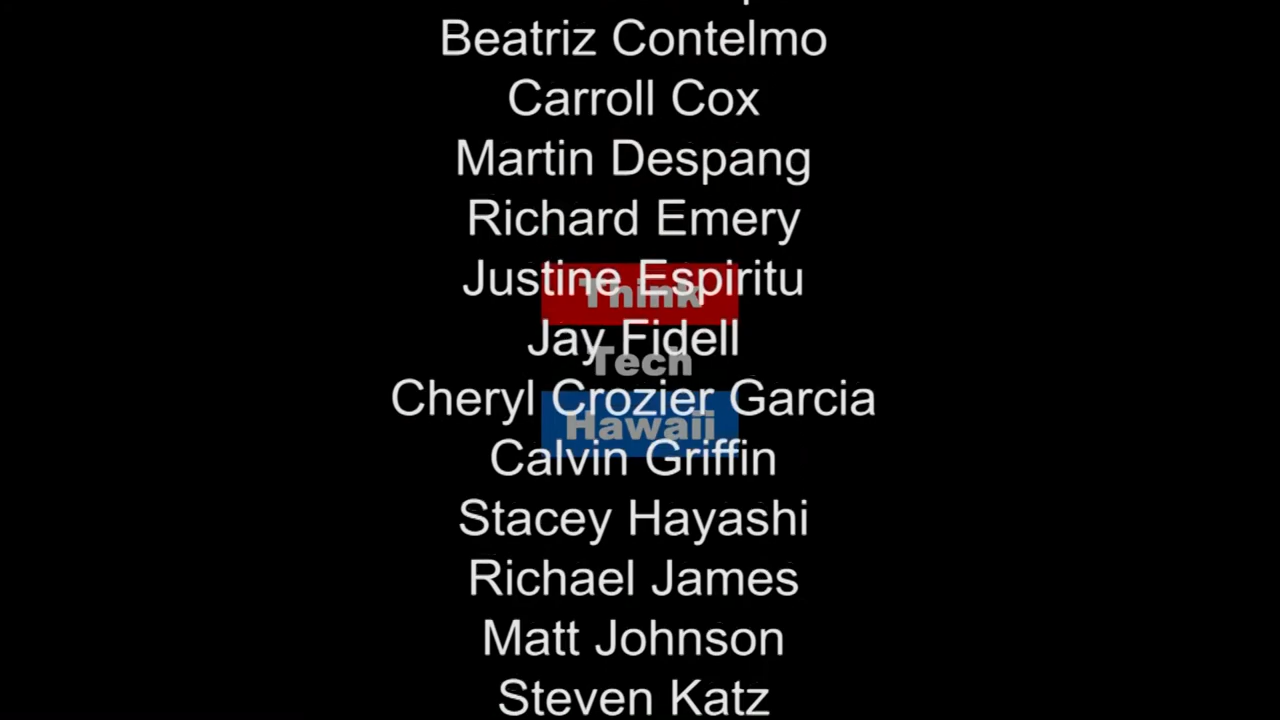 Beatriz Contelmo
Carroll Cox
Martin Despang
Richard Emery
Justine Espiritu
Think
Jay Fidell
Tech
Cheryl Crozier Garcia
Hawaii
Calvin Griffin
Stacey Hayashi
Richael James
Matt Johnson
Steven Katz